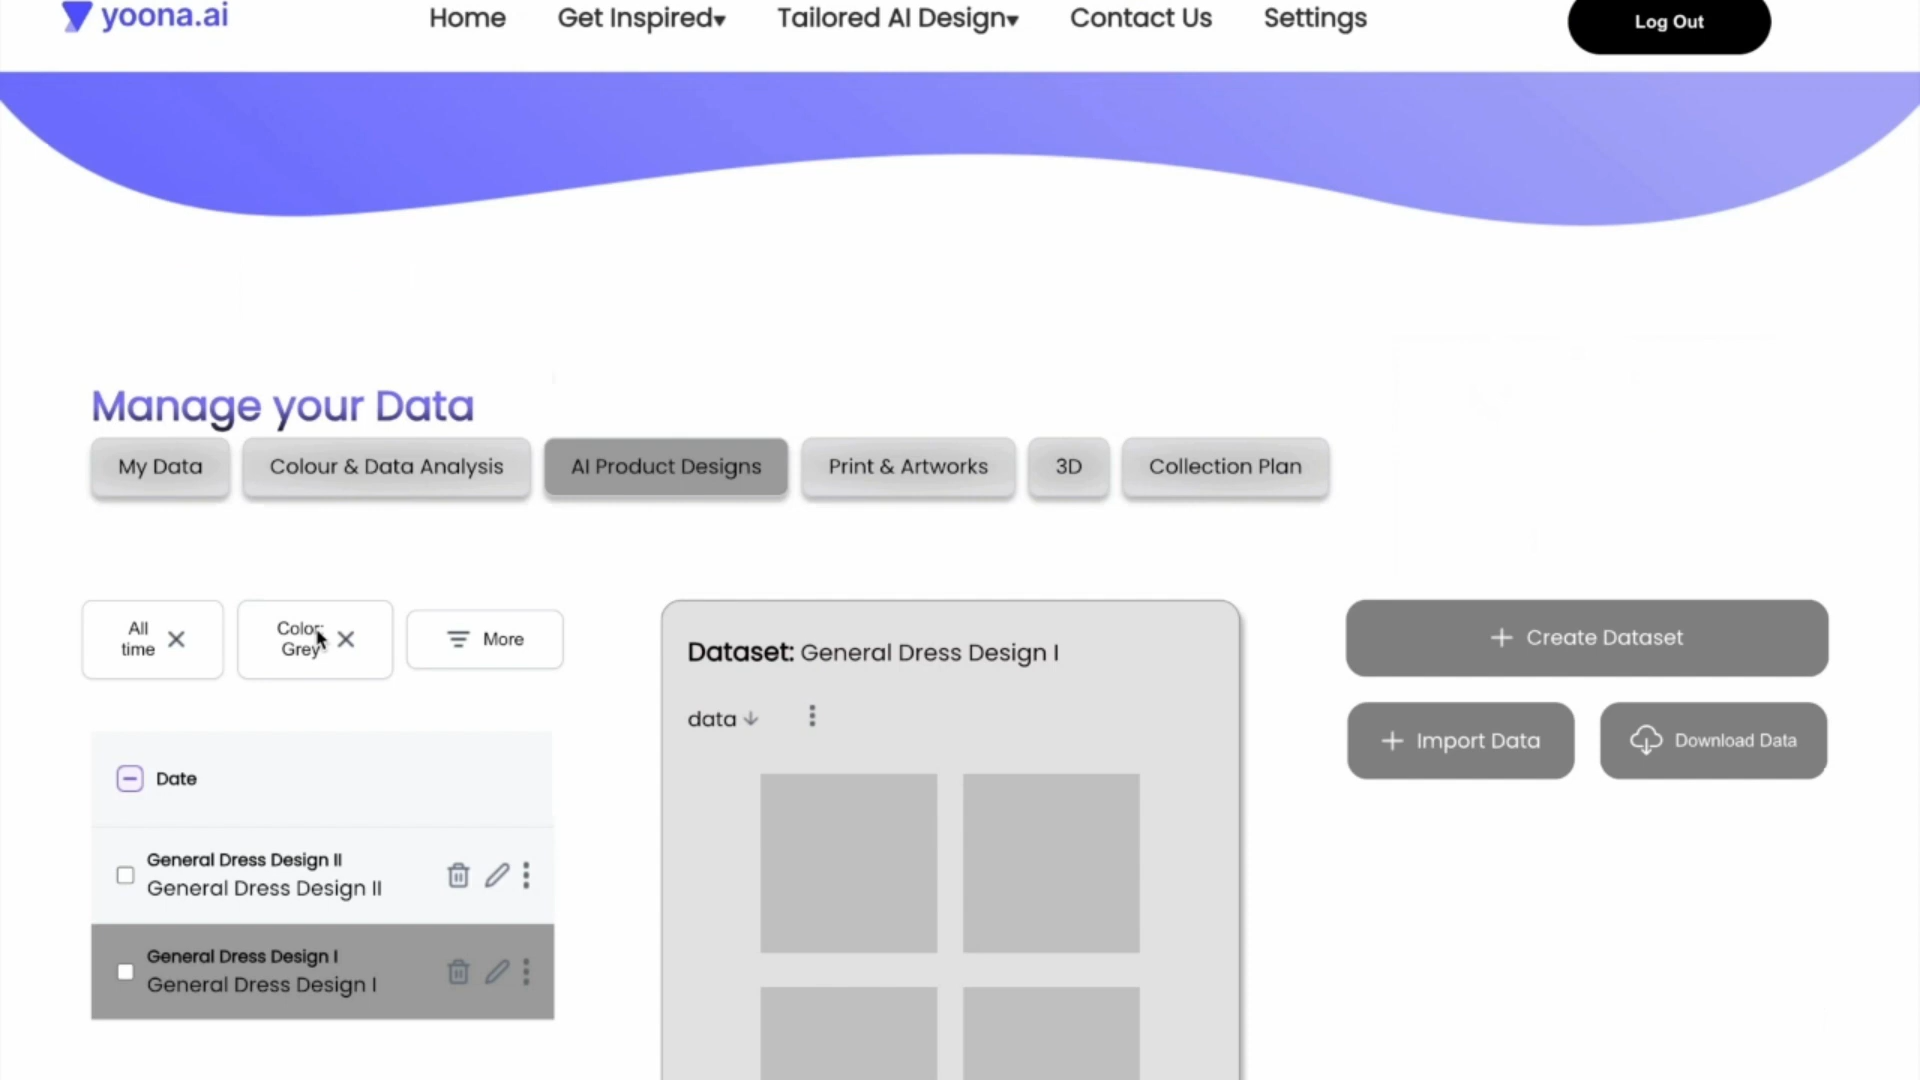 yoona.ai
Home
Get Inspired▾
Tailored AI Design▾
Contact Us
Settings
Log Out
Manage your Data
My Data
Colour & Data Analysis
AI Product Designs
Print & Artworks
3D
Collection Plan
All
time
Color:
Grey
More
Dataset: General Dress Design I
data
Create Dataset
Import Data
Download Data
Date
General Dress Design II
General Dress Design II
General Dress Design I
General Dress Design I